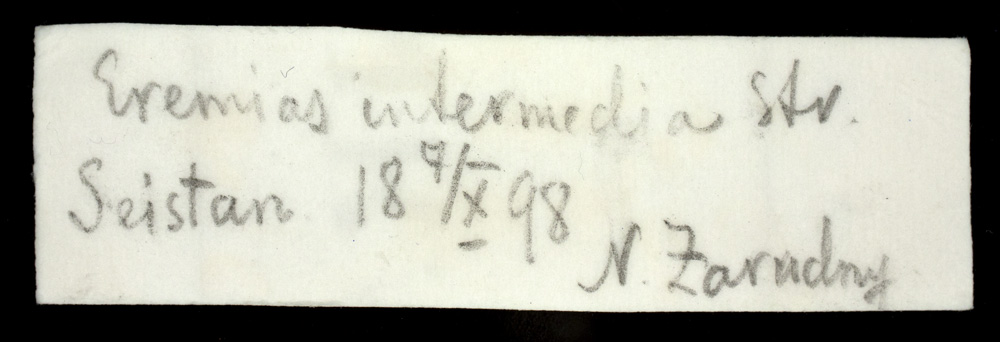 Eremias intermedia Str.
Seistan 18 7/X 98
N. Zarudny